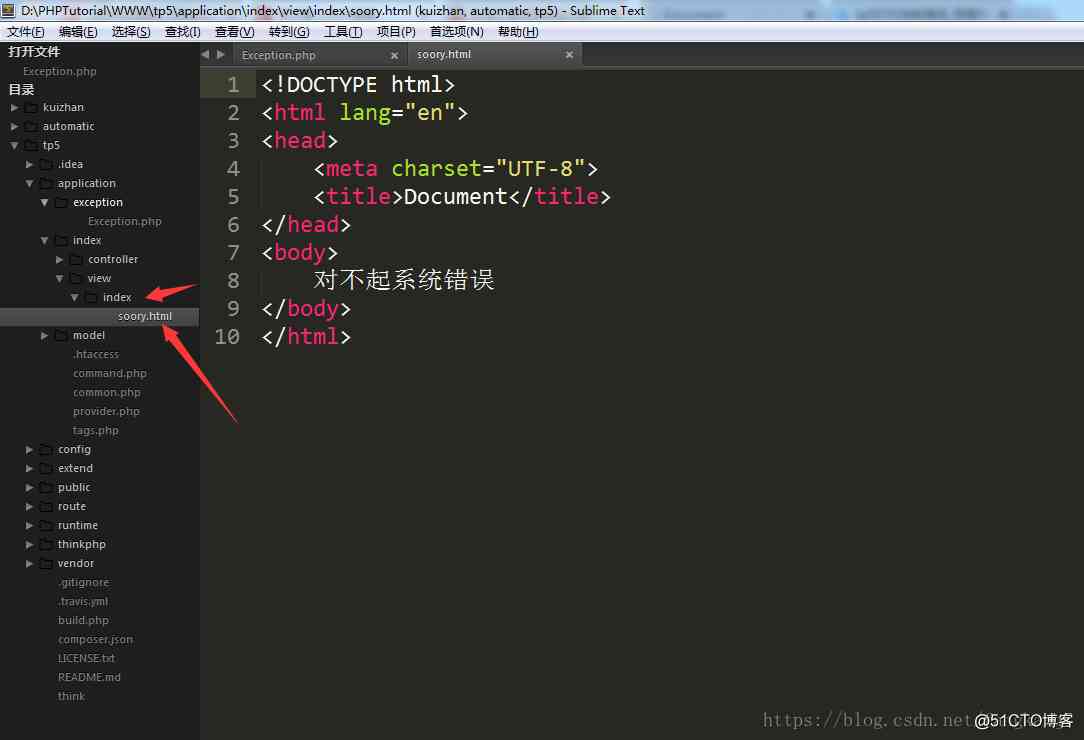 D:\PHPTutorial\WWW\tp5\application\index\view\index\soory.html (kuizhan, automatic, tp5) - Sublime Text
文件(F) 编辑(E) 选择(S) 查找(I) 查看(V) 转到(G) 工具(T) 项目(P) 首选项(N) 帮助(H)
打开文件
Exception.php
目录
kuizhan
automatic
tp5
.idea
application
exception
Exception.php
index
controller
view
index
soory.html
model
.htaccess
command.php
common.php
provider.php
tags.php
config
extend
public
route
runtime
thinkphp
vendor
.gitignore
.travis.yml
build.php
composer.json
LICENSE.txt
README.md
think
Exception.php × soory.html ×
1 <!DOCTYPE html>
2 <html lang="en">
3 <head>
4 <meta charset="UTF-8">
5 <title>Document</title>
6 </head>
7 <body>
8 对不起系统错误
9 </body>
10 </html>
https://blog.csdn.net/
@51CTO博客